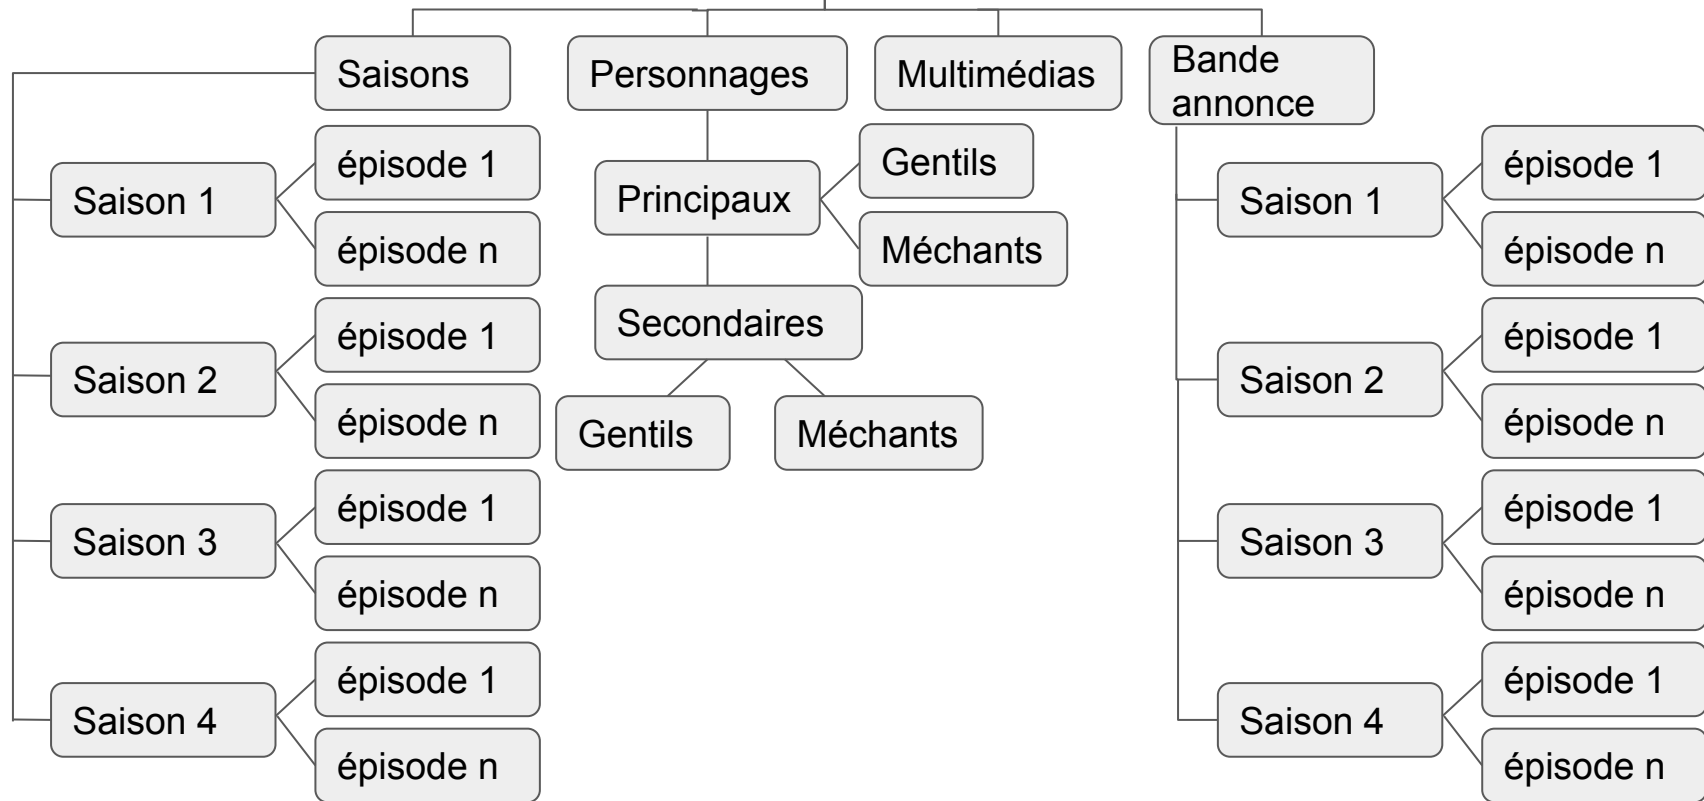 Saisons
Personnages
Multimédias
Bande
annonce
Saison 1
épisode 1
épisode n
Saison 2
épisode 1
épisode n
Saison 3
épisode 1
épisode n
Saison 4
épisode 1
épisode n
Principaux
Gentils
Méchants
Secondaires
Gentils
Méchants
Saison 1
épisode 1
épisode n
Saison 2
épisode 1
épisode n
Saison 3
épisode 1
épisode n
Saison 4
épisode 1
épisode n